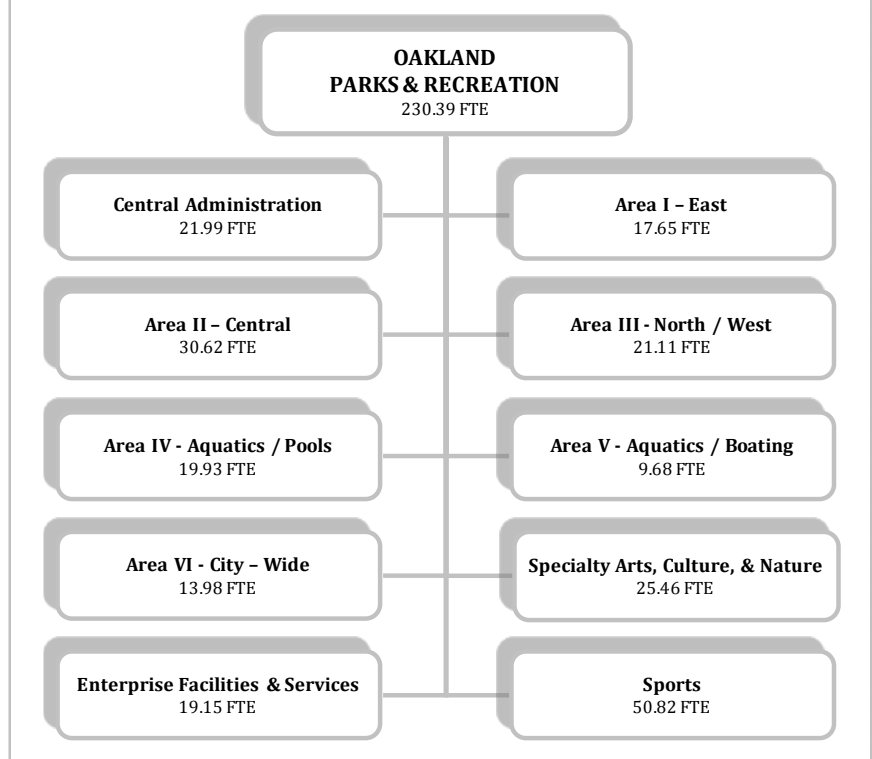 OAKLAND
PARKS & RECREATION
230.39 FTE
Central Administration
21.99 FTE
Area I – East
17.65 FTE
Area II – Central
30.62 FTE
Area III - North / West
21.11 FTE
Area IV - Aquatics / Pools
19.93 FTE
Area V - Aquatics / Boating
9.68 FTE
Area VI - City – Wide
13.98 FTE
Specialty Arts, Culture, & Nature
25.46 FTE
Enterprise Facilities & Services
19.15 FTE
Sports
50.82 FTE